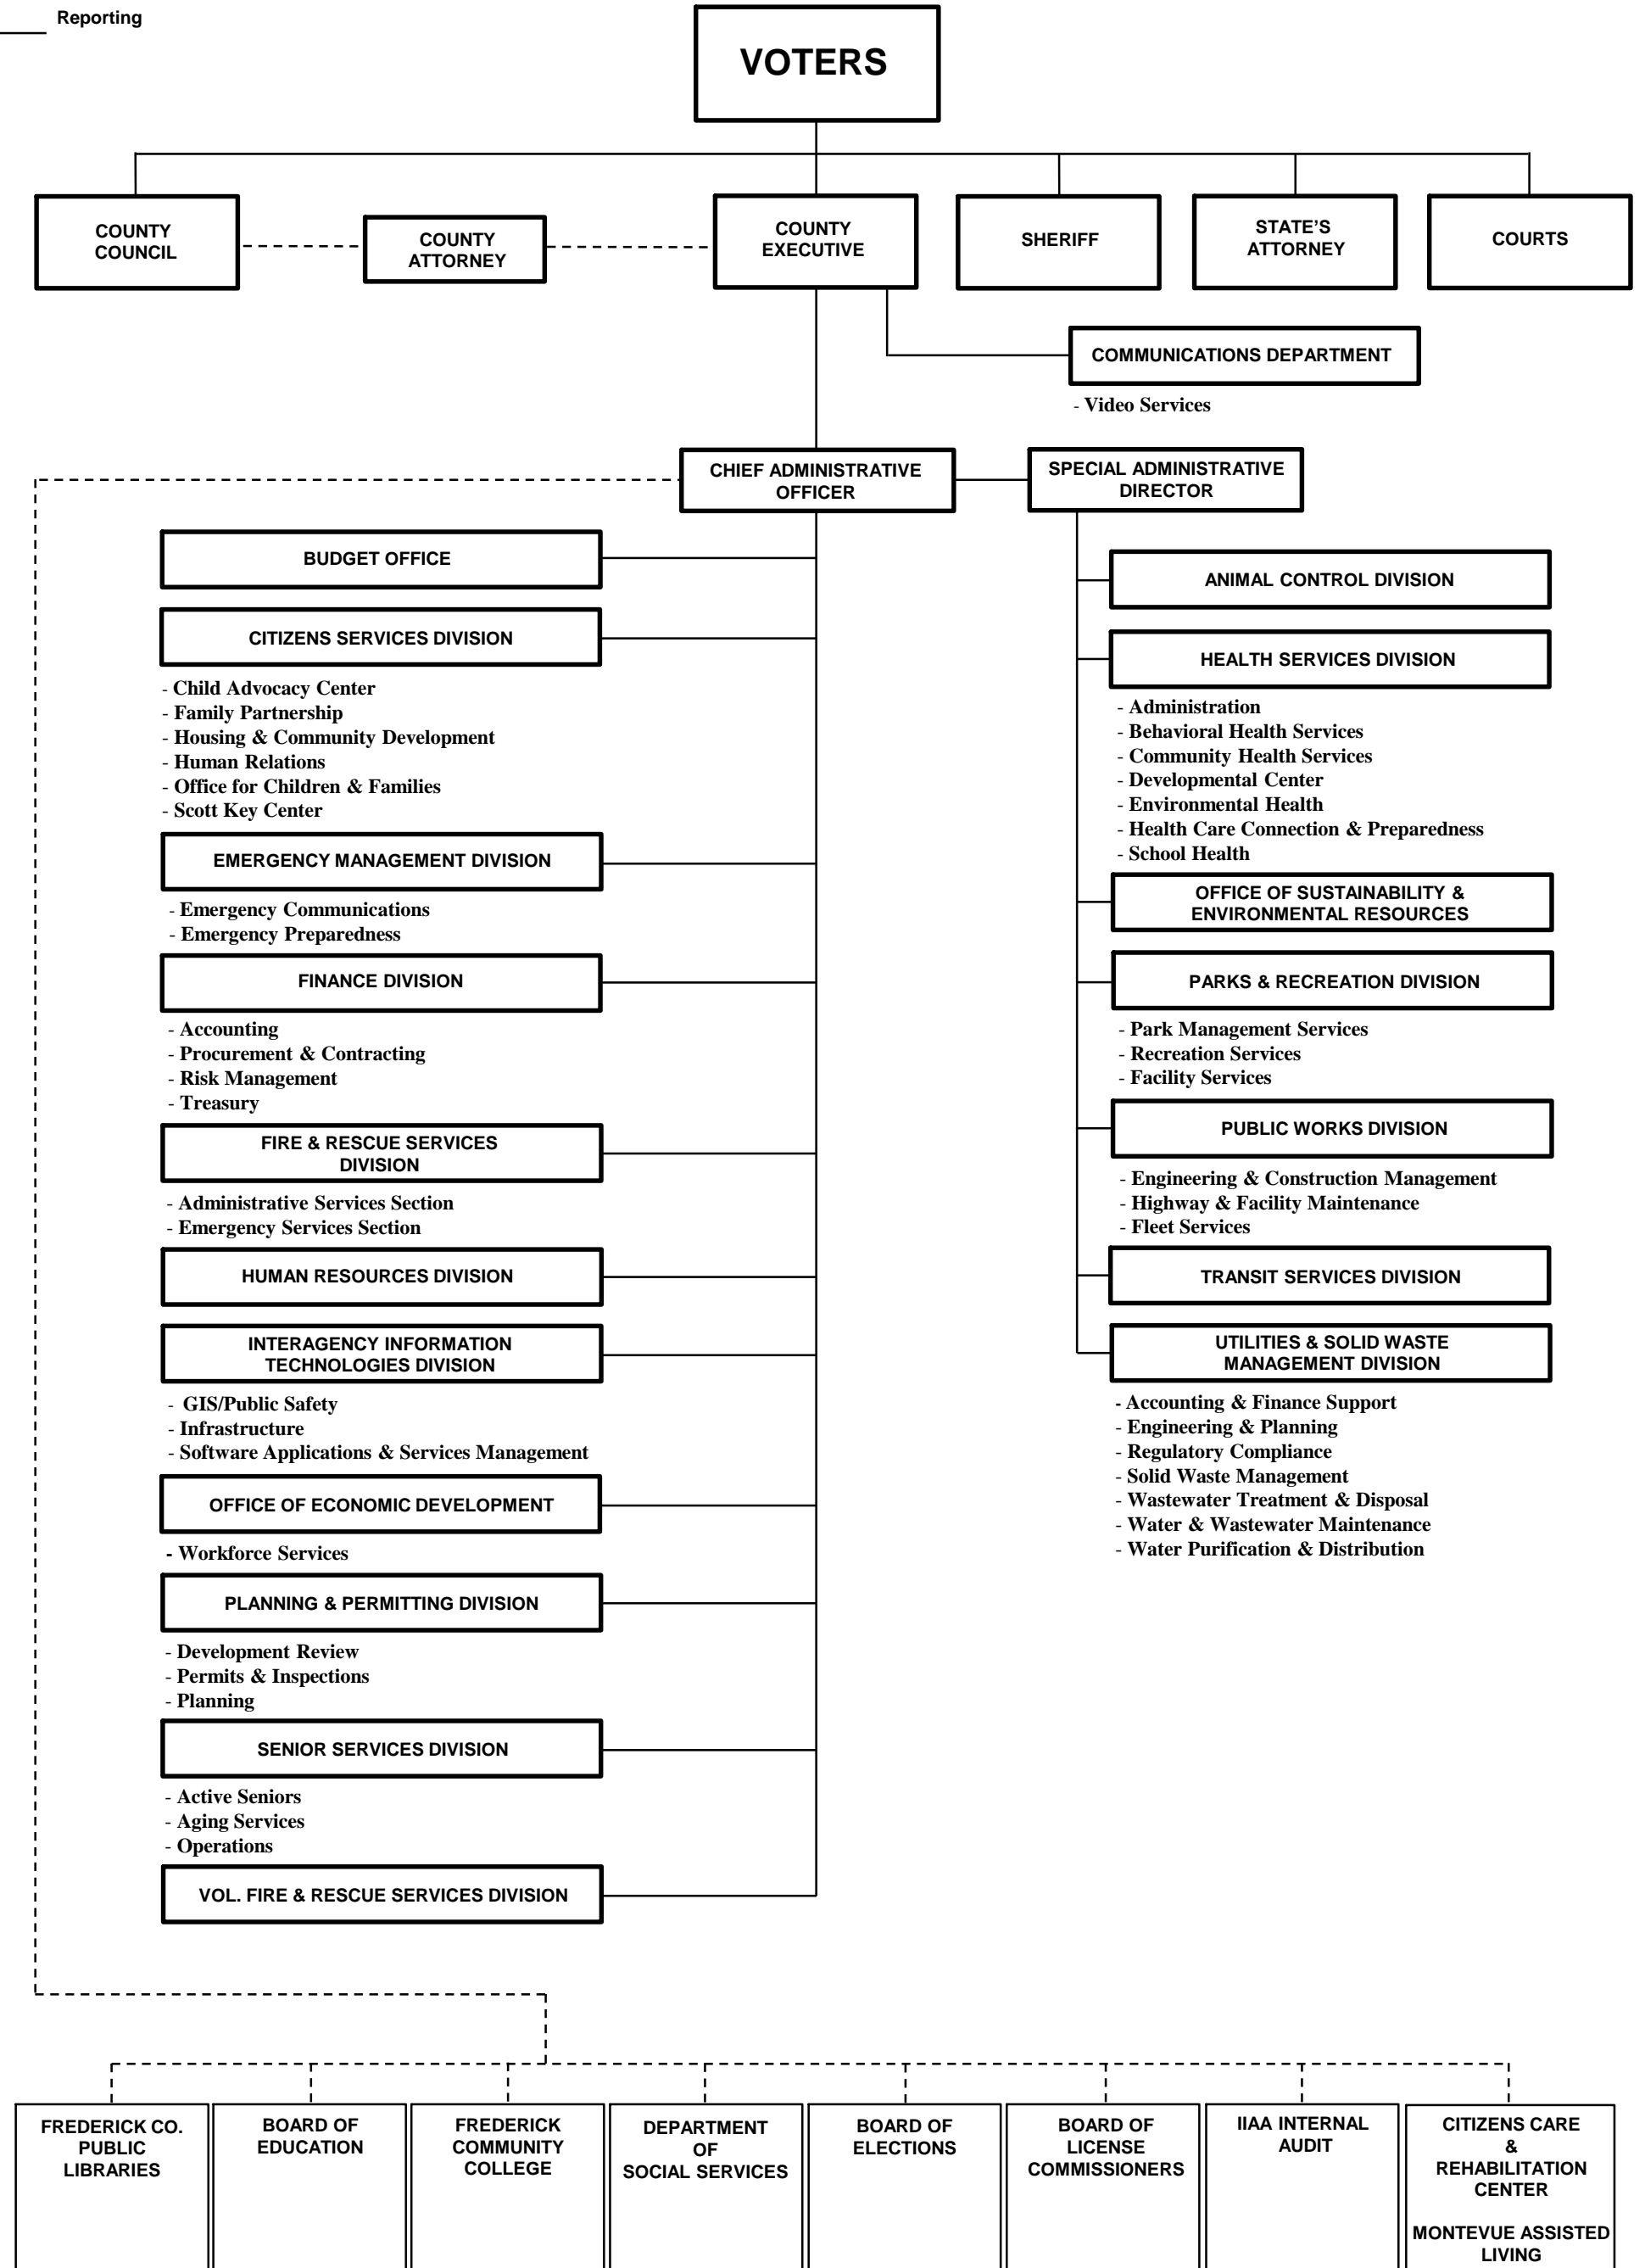 Reporting
VOTERS
COUNTY
COUNCIL
COUNTY
ATTORNEY
COUNTY
EXECUTIVE
SHERIFF
STATE'S
ATTORNEY
COURTS
COMMUNICATIONS DEPARTMENT
- Video Services
CHIEF ADMINISTRATIVE
OFFICER
SPECIAL ADMINISTRATIVE
DIRECTOR
BUDGET OFFICE
CITIZENS SERVICES DIVISION
- Child Advocacy Center
- Family Partnership
- Housing & Community Development
- Human Relations
- Office for Children & Families
- Scott Key Center
EMERGENCY MANAGEMENT DIVISION
- Emergency Communications
- Emergency Preparedness
FINANCE DIVISION
- Accounting
- Procurement & Contracting
- Risk Management
- Treasury
FIRE & RESCUE SERVICES
DIVISION
- Administrative Services Section
- Emergency Services Section
HUMAN RESOURCES DIVISION
INTERAGENCY INFORMATION
TECHNOLOGIES DIVISION
- GIS/Public Safety
- Infrastructure
- Software Applications & Services Management
OFFICE OF ECONOMIC DEVELOPMENT
- Workforce Services
PLANNING & PERMITTING DIVISION
- Development Review
- Permits & Inspections
- Planning
SENIOR SERVICES DIVISION
- Active Seniors
- Aging Services
- Operations
VOL. FIRE & RESCUE SERVICES DIVISION
ANIMAL CONTROL DIVISION
HEALTH SERVICES DIVISION
- Administration
- Behavioral Health Services
- Community Health Services
- Developmental Center
- Environmental Health
- Health Care Connection & Preparedness
- School Health
OFFICE OF SUSTAINABILITY &
ENVIRONMENTAL RESOURCES
PARKS & RECREATION DIVISION
- Park Management Services
- Recreation Services
- Facility Services
PUBLIC WORKS DIVISION
- Engineering & Construction Management
- Highway & Facility Maintenance
- Fleet Services
TRANSIT SERVICES DIVISION
UTILITIES & SOLID WASTE
MANAGEMENT DIVISION
- Accounting & Finance Support
- Engineering & Planning
- Regulatory Compliance
- Solid Waste Management
- Wastewater Treatment & Disposal
- Water & Wastewater Maintenance
- Water Purification & Distribution
FREDERICK CO.
PUBLIC
LIBRARIES
BOARD OF
EDUCATION
FREDERICK
COMMUNITY
COLLEGE
DEPARTMENT
OF
SOCIAL SERVICES
BOARD OF
ELECTIONS
BOARD OF
LICENSE
COMMISSIONERS
IIAA INTERNAL
AUDIT
CITIZENS CARE
&
REHABILITATION
CENTER
MONTEVUE ASSISTED
LIVING